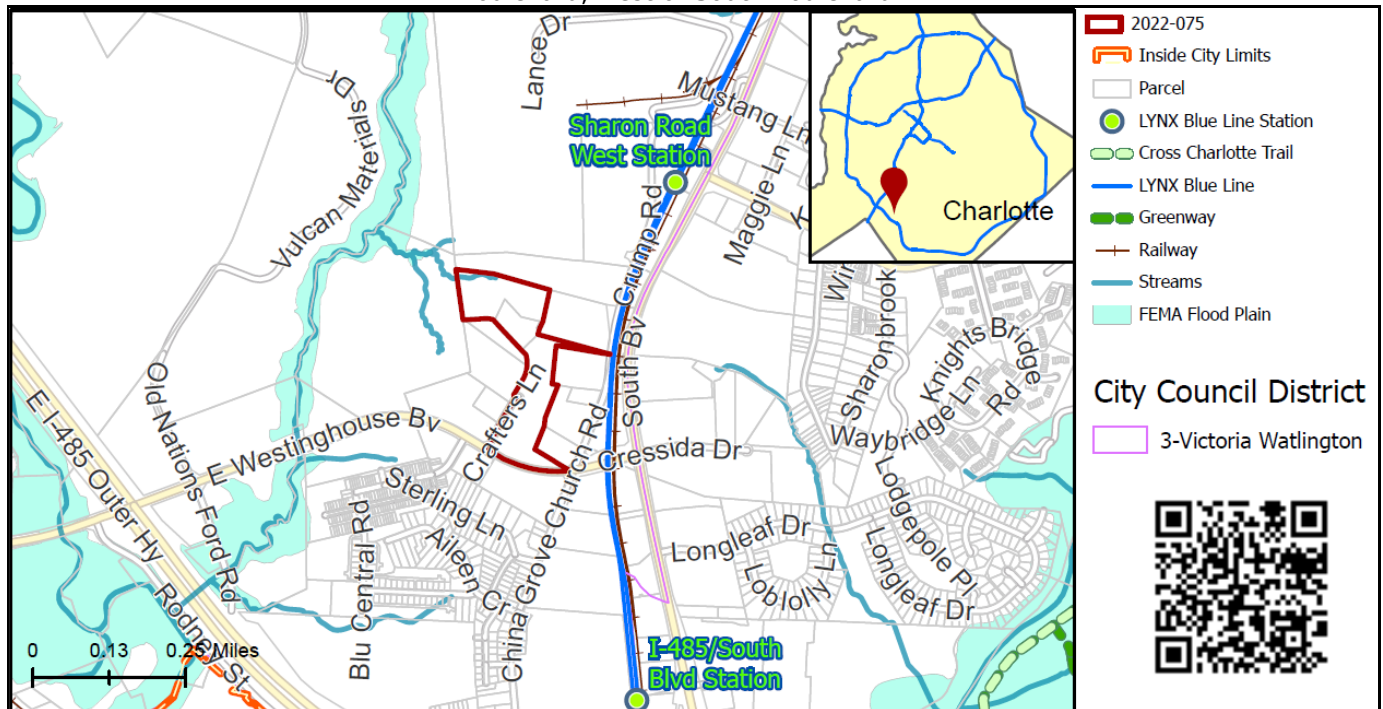 Lance Dr
Mustang Ln
Sharon Road
West Station
Maggie Ln
Vulcan Materials Dr
Crump Rd
South Bv
Sharonbrook
Knights Bridge
Rd
Waybridge Ln
Old Nations Ford Rd
E I-485 Outer Hy
E Westinghouse Bv
Crafters Ln
China Grove Church Rd
Cressida Dr
Sterling Ln
Aileen Cr
Blu Central Rd
Longleaf Dr
Loblolly Ln
Lodgepole Pl
Longleaf Dr
Rodney St
I-485/South
Blvd Station
0 0.13 0.25 Miles
Charlotte
2022-075
Inside City Limits
Parcel
LYNX Blue Line Station
Cross Charlotte Trail
LYNX Blue Line
Greenway
Railway
Streams
FEMA Flood Plain
City Council District
3-Victoria Watlington